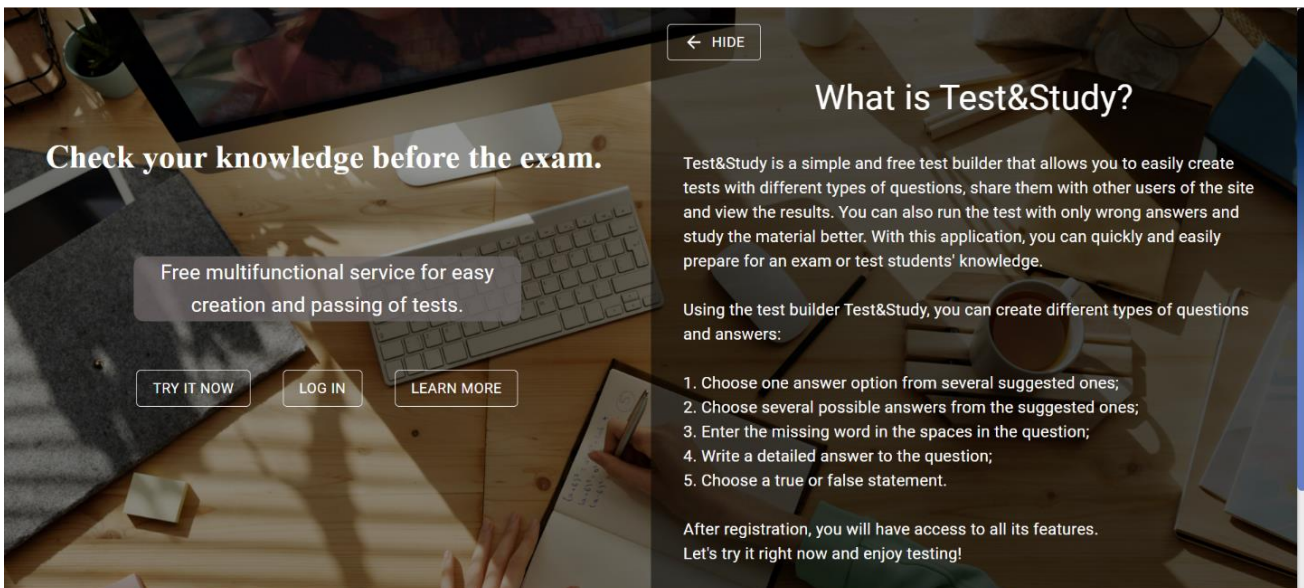 Check your knowledge before the exam.
Free multifunctional service for easy
creation and passing of tests.
TRY IT NOW
LOG IN
LEARN MORE
← HIDE
What is Test&Study?
Test&Study is a simple and free test builder that allows you to easily create
tests with different types of questions, share them with other users of the site
and view the results. You can also run the test with only wrong answers and
study the material better. With this application, you can quickly and easily
prepare for an exam or test students' knowledge.
Using the test builder Test&Study, you can create different types of questions
and answers:
1. Choose one answer option from several suggested ones;
2. Choose several possible answers from the suggested ones;
3. Enter the missing word in the spaces in the question;
4. Write a detailed answer to the question;
5. Choose a true or false statement.
After registration, you will have access to all its features.
Let's try it right now and enjoy testing!